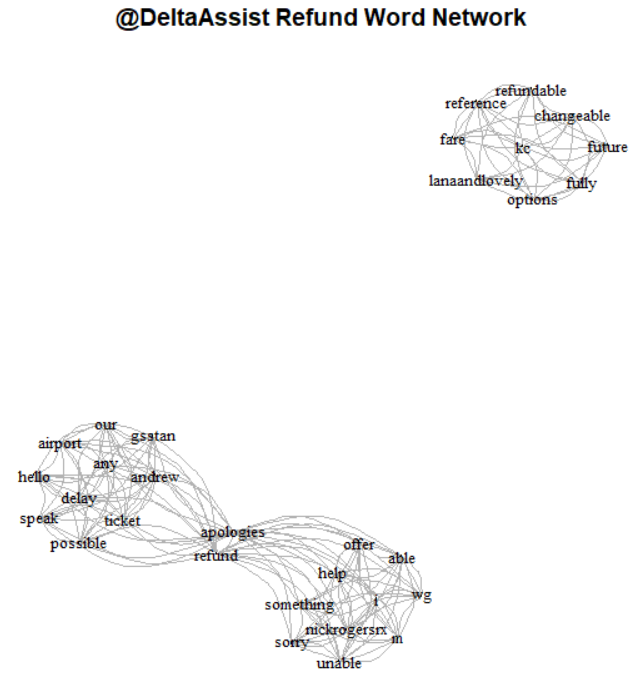 @DeltaAssist Refund Word Network
refundable
reference
changeable
fare
kc
future
lanaandlovely
fully
options
our
gsstan
airport
any
hello
andrew
delay
speak
ticket
possible
apologies
refund
offer
able
help
i
wg
something
nickrogersrx
m
sorry
unable